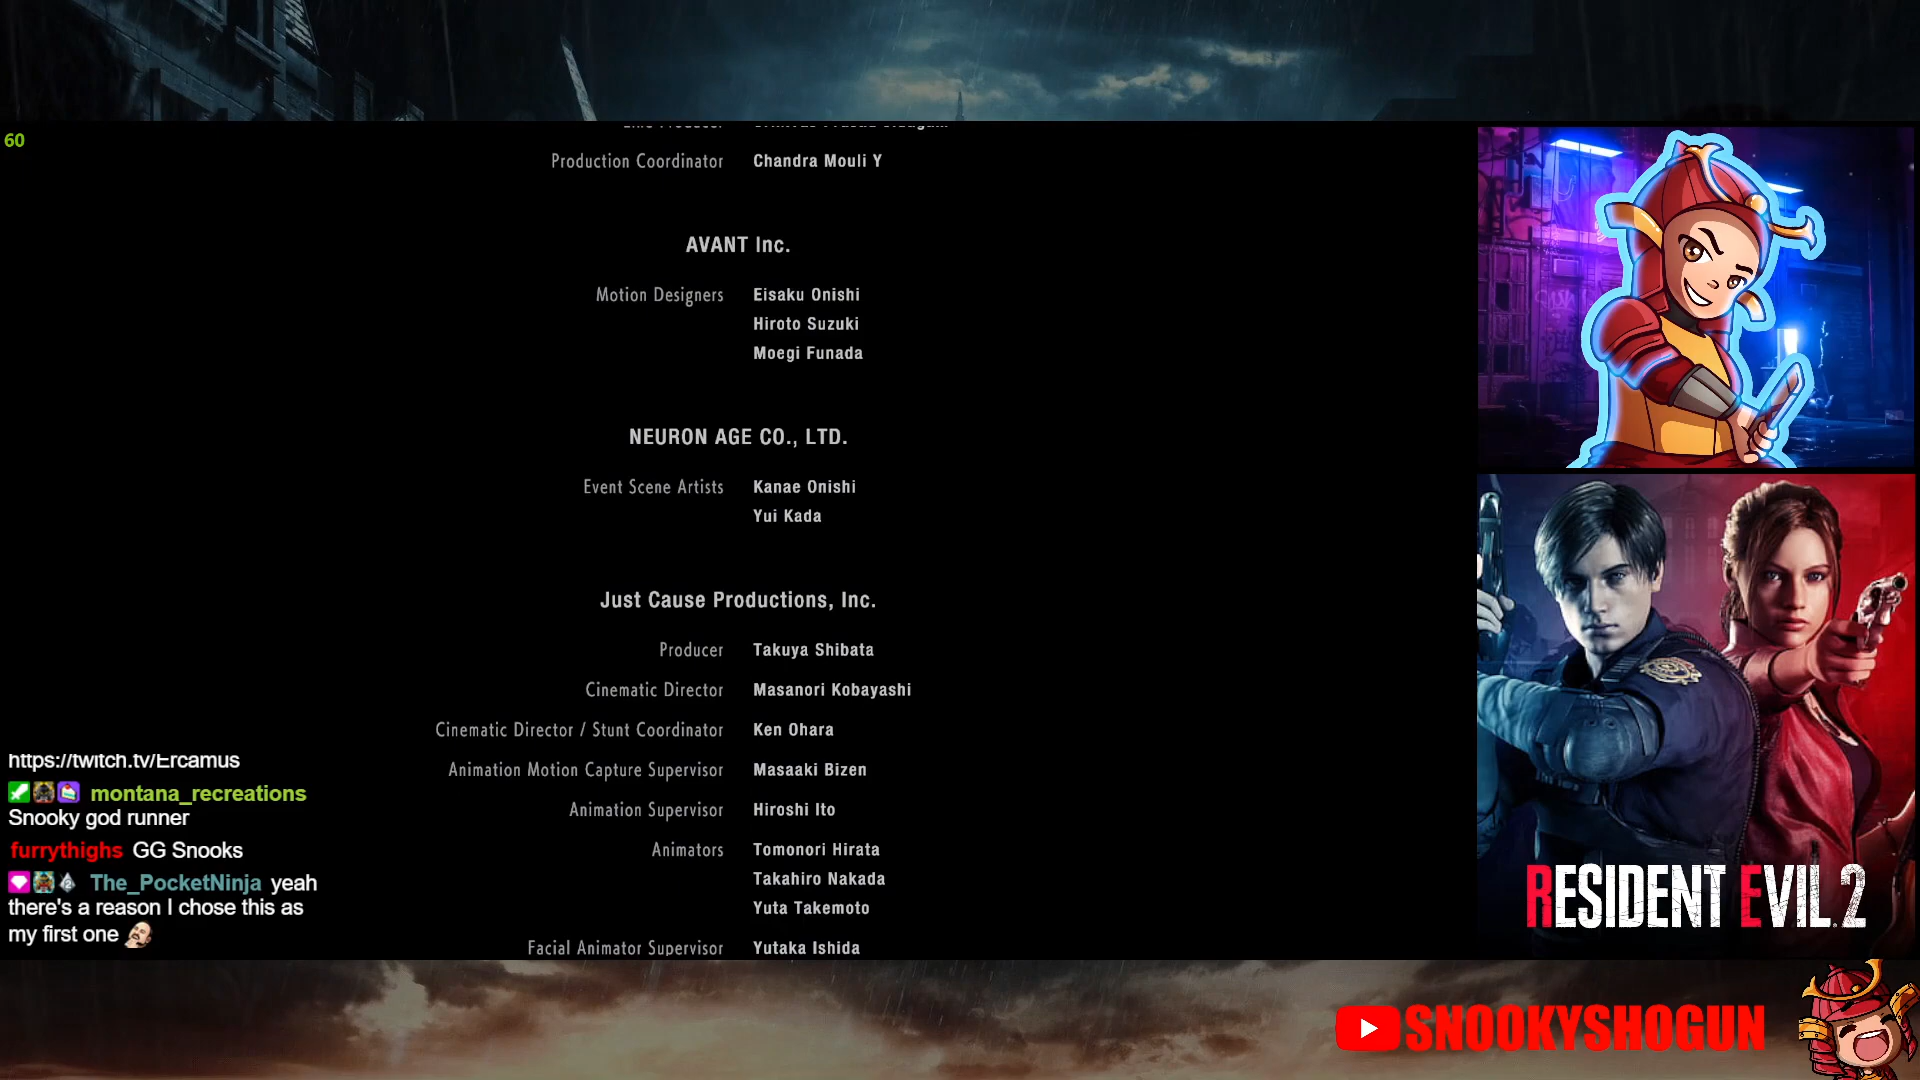 60
Production Coordinator Chandra Mouli Y
AVANT Inc.
Motion Designers Eisaku Onishi
Hiroto Suzuki
Moegi Funada
NEURON AGE CO., LTD.
Event Scene Artists Kanae Onishi
Yui Kada
Just Cause Productions, Inc.
Producer Takuya Shibata
Cinematic Director Masanori Kobayashi
Cinematic Director / Stunt Coordinator Ken Ohara
Animation Motion Capture Supervisor Masaaki Bizen
Animation Supervisor Hiroshi Ito
Animators Tomonori Hirata
Takahiro Nakada
Yuta Takemoto
Facial Animator Supervisor Yutaka Ishida
https://twitch.tv/Ercamus
montana_recreations
Snooky god runner
furrythighs GG Snooks
The_PocketNinja yeah
there's a reason I chose this as
my first one
RESIDENT EVIL 2
SNOOKYSHOGUN